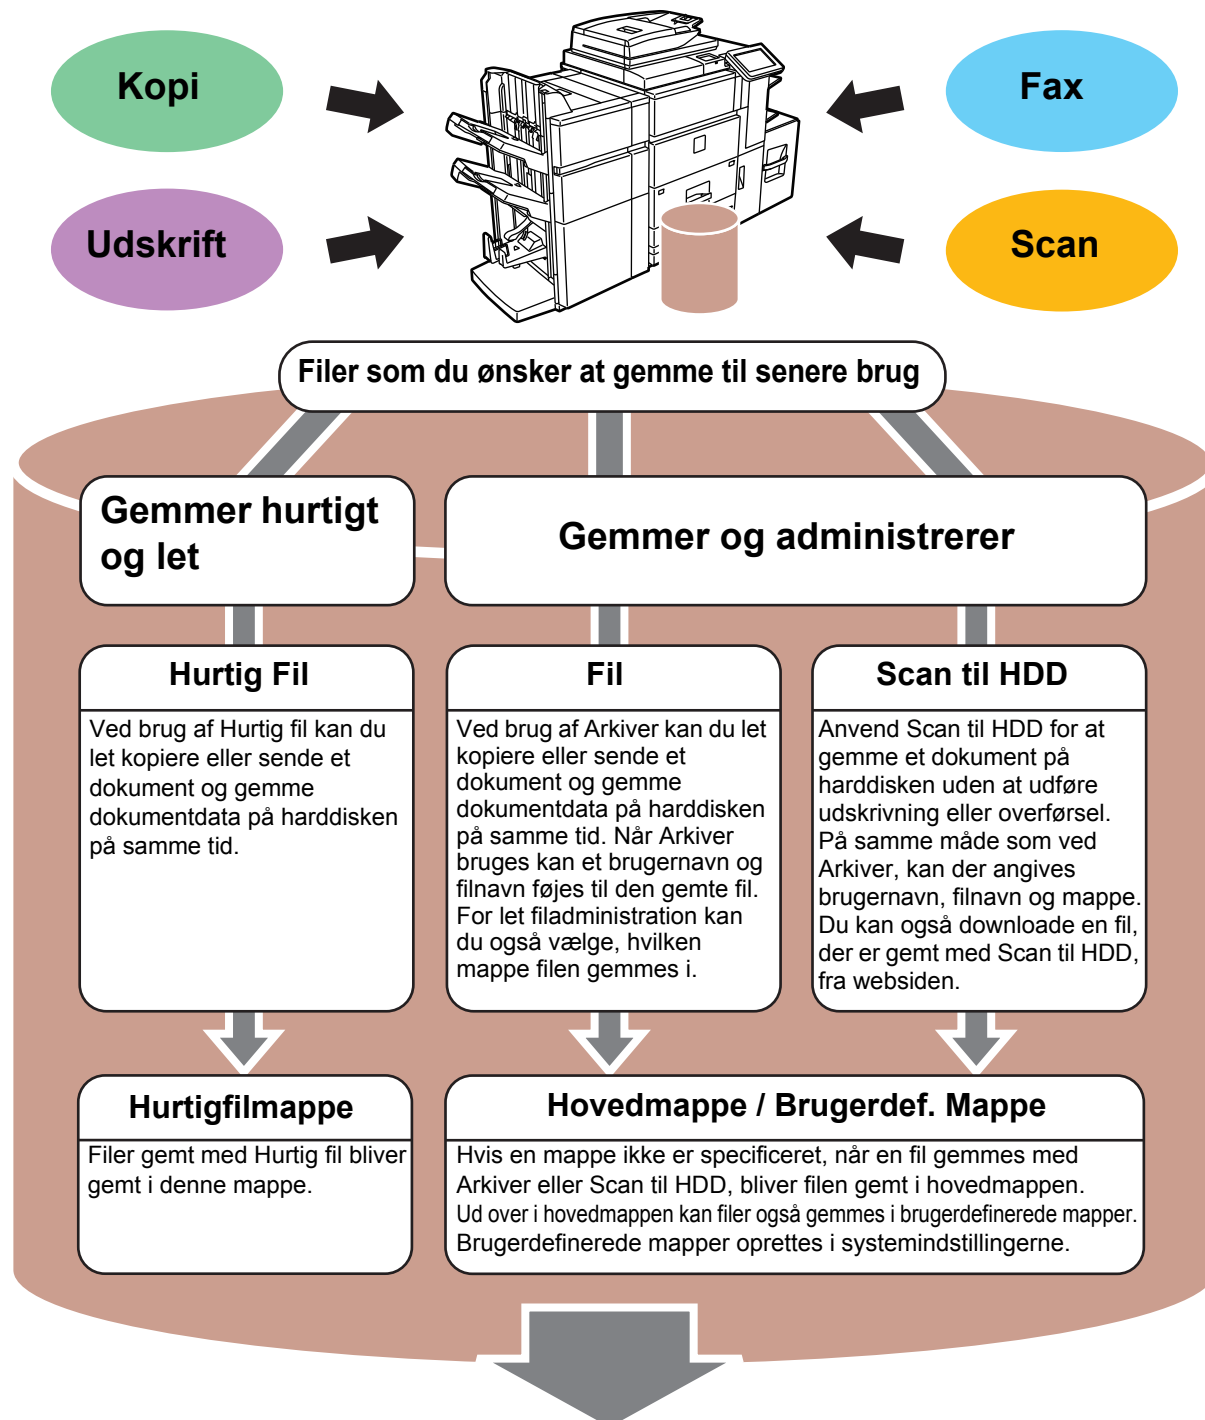 Kopi
Fax
Udskrift
Scan
Filer som du ønsker at gemme til senere brug
Gemmer hurtigt
og let
Gemmer og administrerer
Hurtig Fil
Ved brug af Hurtig fil kan du
let kopiere eller sende et
dokument og gemme
dokumentdata på harddisken
på samme tid.
Fil
Ved brug af Arkiver kan du let
kopiere eller sende et
dokument og gemme
dokumentdata på harddisken
på samme tid. Når Arkiver
bruges kan et brugernavn og
filnavn føjes til den gemte fil.
For let filadministration kan
du også vælge, hvilken
mappe filen gemmes i.
Scan til HDD
Anvend Scan til HDD for at
gemme et dokument på
harddisken uden at udføre
udskrivning eller overførsel.
På samme måde som ved
Arkiver, kan der angives
brugernavn, filnavn og mappe.
Du kan også downloade en fil,
der er gemt med Scan til HDD,
fra websiden.
Hurtigfilmappe
Filer gemt med Hurtig fil bliver
gemt i denne mappe.
Hovedmappe / Brugerdef. Mappe
Hvis en mappe ikke er specificeret, når en fil gemmes med
Arkiver eller Scan til HDD, bliver filen gemt i hovedmappen.
Ud over i hovedmappen kan filer også gemmes i brugerdefinerede mapper.
Brugerdefinerede mapper oprettes i systemindstillingerne.